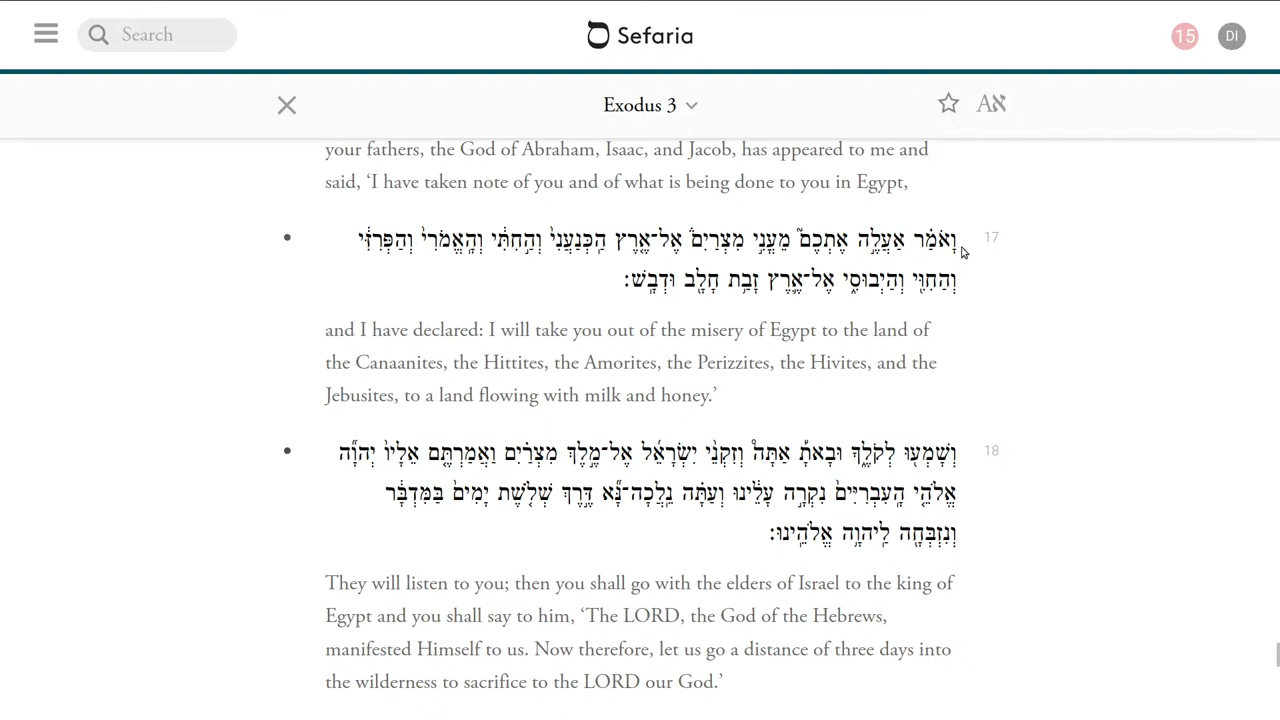 Search
Sefaria
15
DI
Exodus 3
Aא
your fathers, the God of Abraham, Isaac, and Jacob, has appeared to me and
said, ‘I have taken note of you and of what is being done to you in Egypt,
17
וָאֹמַ֗ר אַעֲלֶ֣ה אֶתְכֶם֮ מֵעֳנִ֣י מִצְרַ֒יִם֒ אֶל־אֶ֤רֶץ הַֽכְּנַעֲנִי֙ וְהַ֣חִתִּ֔י וְהָֽאֱמֹרִי֙ וְהַפְּרִזִּ֔י
וְהַחִוִּ֖י וְהַיְבוּסִ֑י אֶל־אֶ֛רֶץ זָבַ֥ת חָלָ֖ב וּדְבָֽשׁ׃
and I have declared: I will take you out of the misery of Egypt to the land of
the Canaanites, the Hittites, the Amorites, the Perizzites, the Hivites, and the
Jebusites, to a land flowing with milk and honey.’
18
וְשָׁמְע֖וּ לְקֹלֶ֑ךָ וּבָאתָ֡ אַתָּה֩ וְזִקְנֵ֨י יִשְׂרָאֵ֜ל אֶל־מֶ֣לֶךְ מִצְרַ֗יִם וַאֲמַרְתֶּ֤ם אֵלָיו֙ יְהֹוָ֞ה
אֱלֹהֵ֤י הָֽעִבְרִיִּים֙ נִקְרָ֣ה עָלֵ֔ינוּ וְעַתָּ֗ה נֵֽלְכָה־נָּ֞א דֶּ֣רֶךְ שְׁלֹ֤שֶׁת יָמִים֙ בַּמִּדְבָּ֔ר
וְנִזְבְּחָ֖ה לַֽיהוָ֥ה אֱלֹהֵֽינוּ׃
They will listen to you; then you shall go with the elders of Israel to the king of
Egypt and you shall say to him, ‘The LORD, the God of the Hebrews,
manifested Himself to us. Now therefore, let us go a distance of three days into
the wilderness to sacrifice to the LORD our God.’